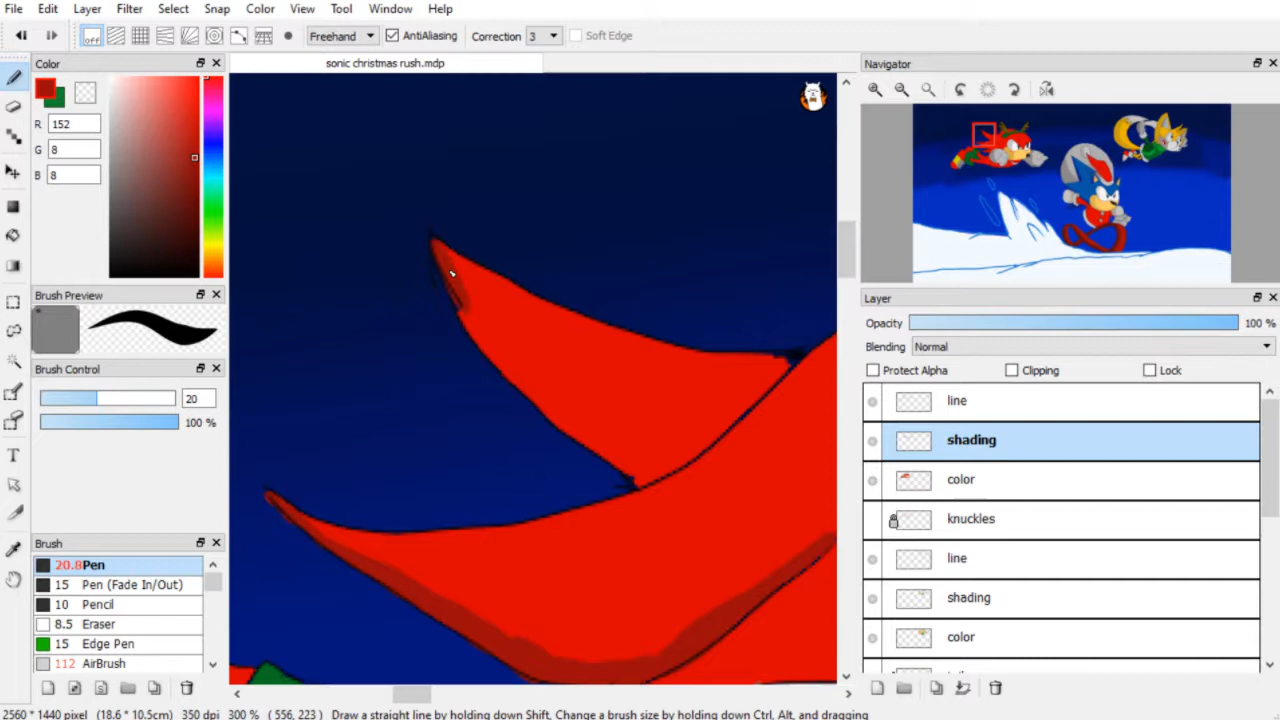 File Edit Layer Filter Select Snap Color View Tool Window Help
off Freehand AntiAliasing Correction 3 Soft Edge
Color
sonic christmas rush.mdp
Navigator
R 152
G 8
B 8
Brush Preview
Brush Control
20
100 %
Brush
20.8 Pen
15 Pen (Fade In/Out)
10 Pencil
8.5 Eraser
15 Edge Pen
112 AirBrush
Layer
Opacity 100 %
Blending Normal
Protect Alpha Clipping Lock
line
shading
color
knuckles
line
shading
color
2560 * 1440 pixel (18.6 * 10.5cm) 350 dpi 300 % ( 556, 223 ) Draw a straight line by holding down Shift, Change a brush size by holding down Ctrl, Alt, and dragging